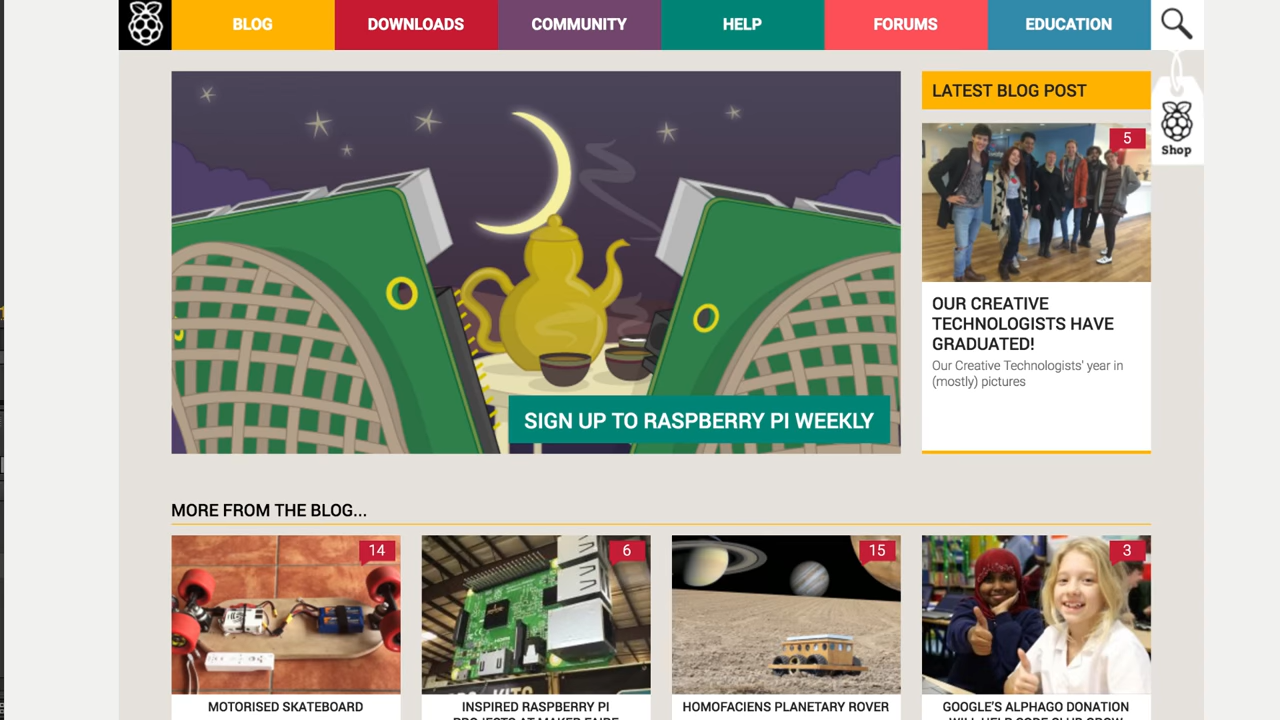 BLOG
DOWNLOADS
COMMUNITY
HELP
FORUMS
EDUCATION
Shop
SIGN UP TO RASPBERRY PI WEEKLY
LATEST BLOG POST
5
OUR CREATIVE
TECHNOLOGISTS HAVE
GRADUATED!
Our Creative Technologists' year in
(mostly) pictures
MORE FROM THE BLOG...
14
MOTORISED SKATEBOARD
6
INSPIRED RASPBERRY PI
PROJECTS AT MAKER FAIRE
15
HOMOFACIENS PLANETARY ROVER
3
GOOGLE'S ALPHAGO DONATION
WILL HELP CODE CLUB GROW